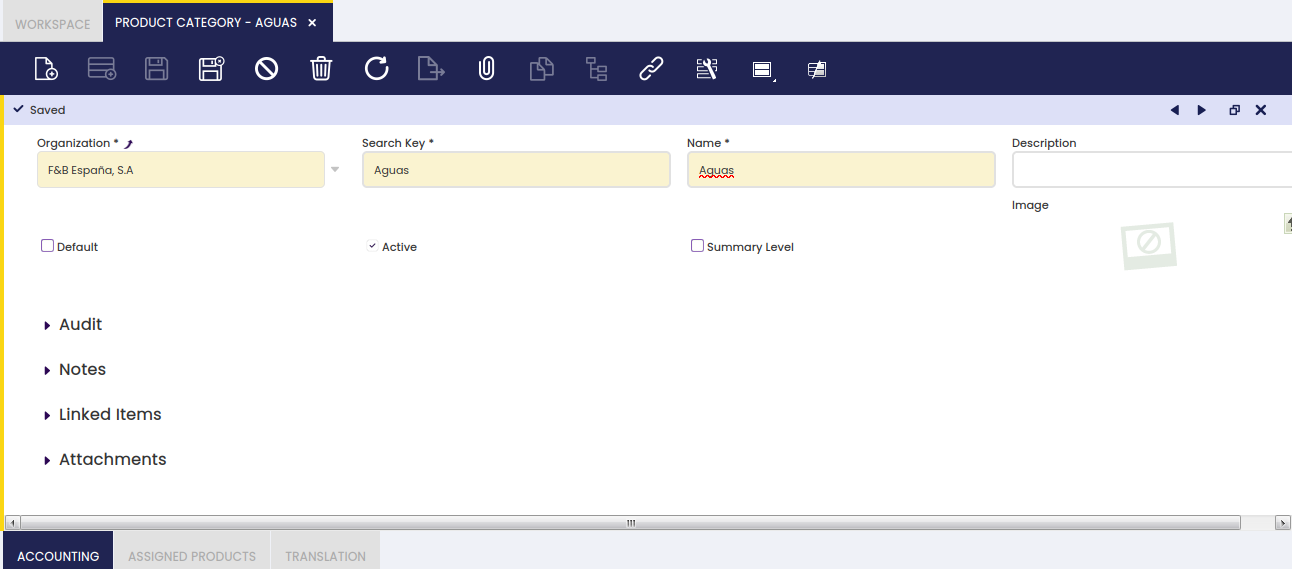 WORKSPACE
PRODUCT CATEGORY - AGUAS
Saved
Organization *
Search Key *
Name *
Description
F&B España, S.A
Aguas
Aguas
Image
Default
Active
Summary Level
Audit
Notes
Linked Items
Attachments
ACCOUNTING
ASSIGNED PRODUCTS
TRANSLATION